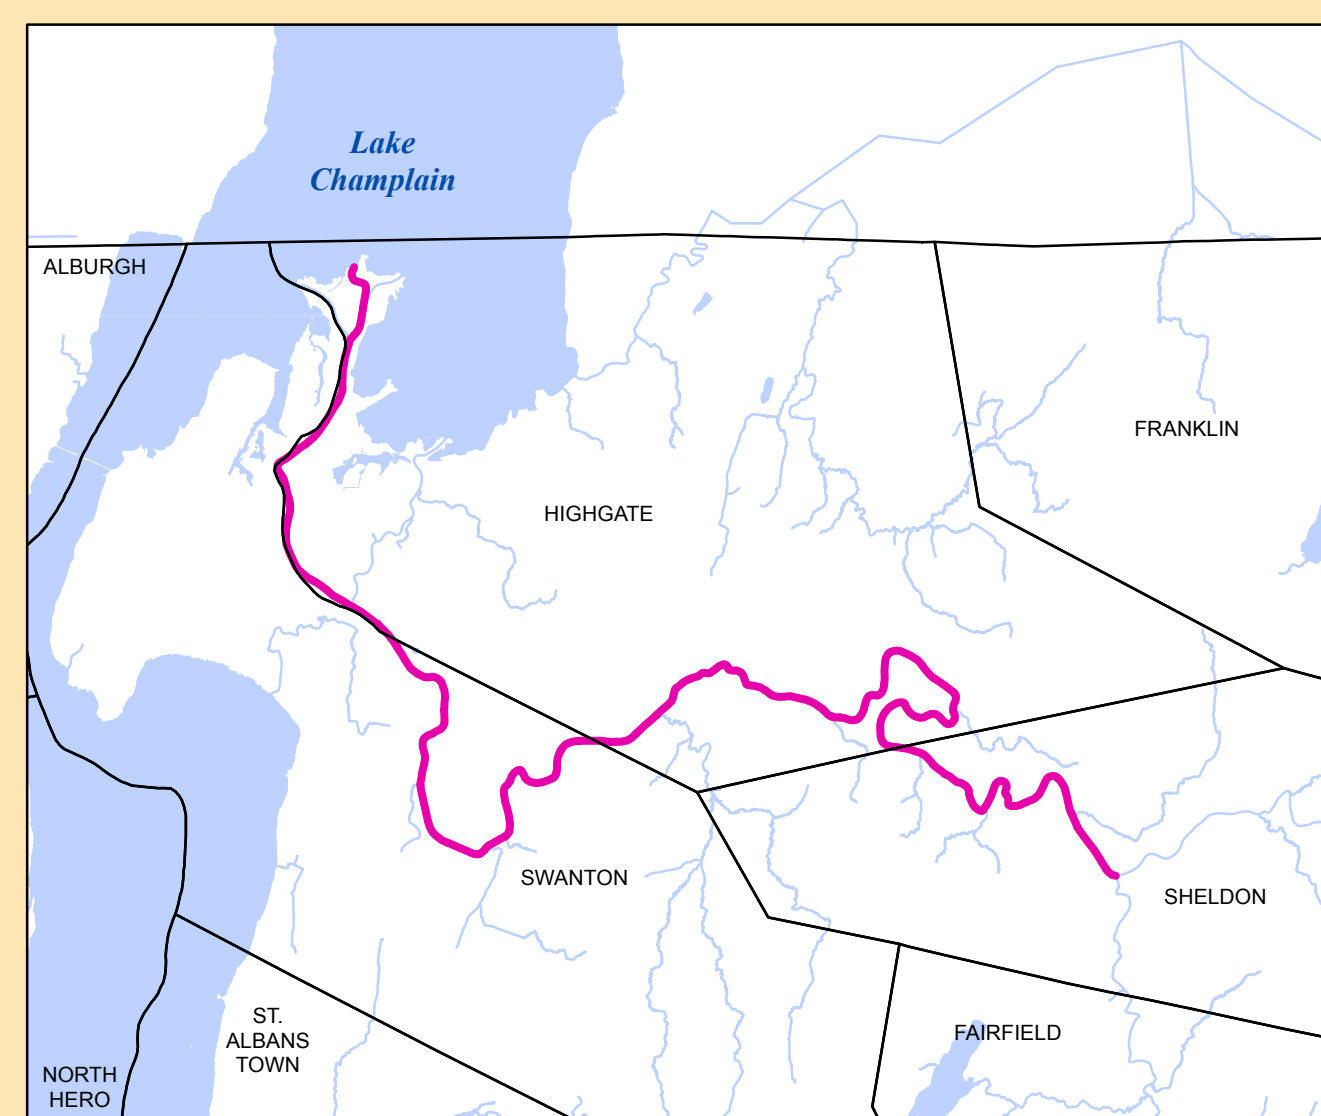 Lake
Champlain
ALBURGH
FRANKLIN
HIGHGATE
SWANTON
SHELDON
ST.
ALBANS
TOWN
FAIRFIELD
NORTH
HERO